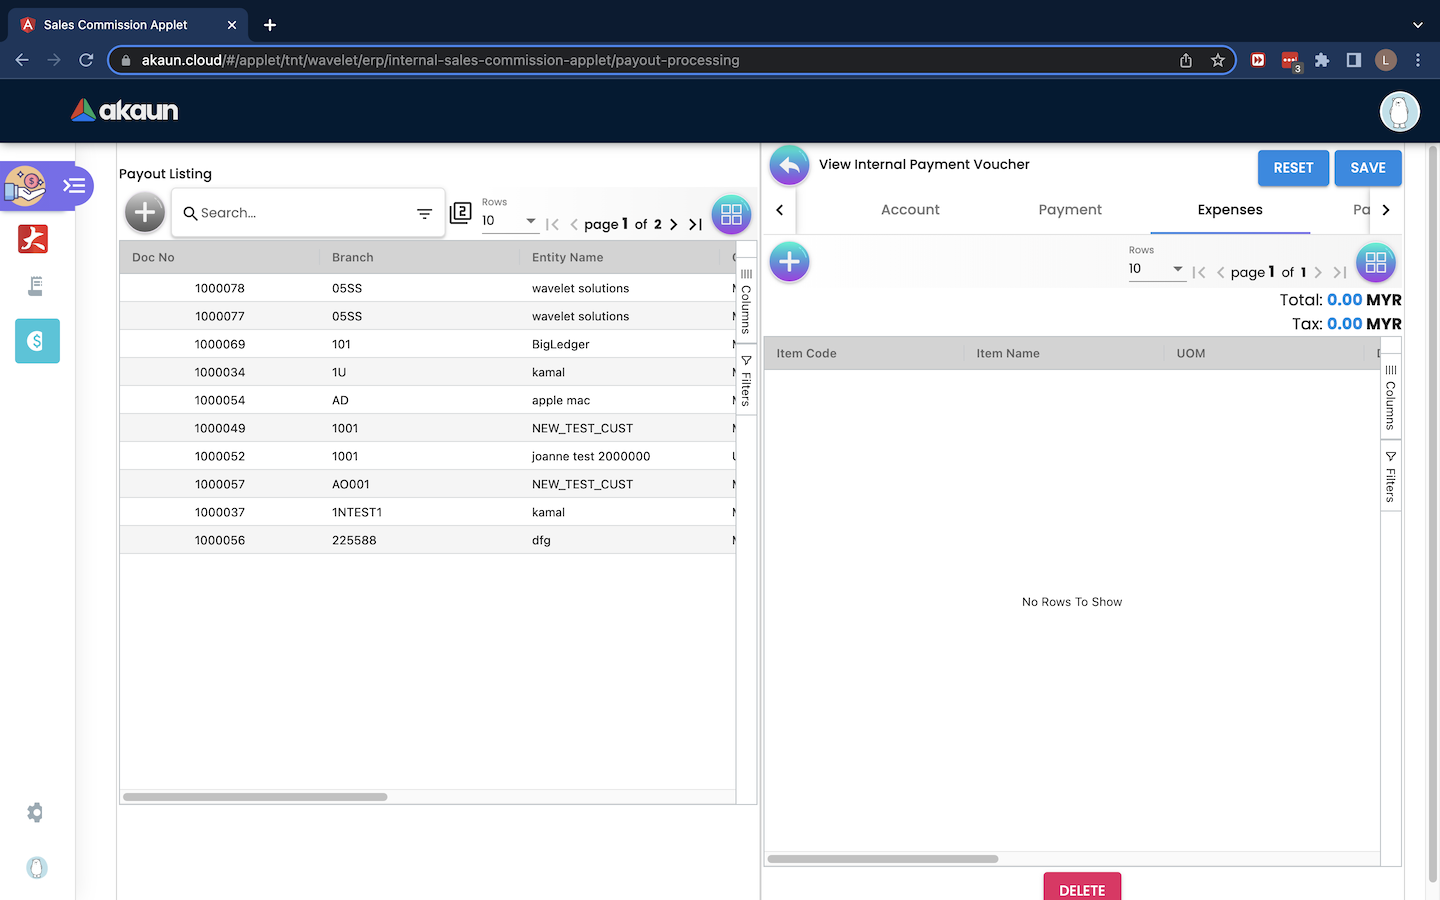 Sales Commission Applet
akaun.cloud/#/applet/tnt/wavelet/erp/internal-sales-commission-applet/payout-processing
3
L
akaun
Payout Listing
Search...
2
Rows
10
page 1 of 2
Doc No Branch Entity Name
1000078 05SS wavelet solutions
1000077 05SS wavelet solutions
1000069 101 BigLedger
1000034 1U kamal
1000054 AD apple mac
1000049 1001 NEW_TEST_CUST
1000052 1001 joanne test 2000000
1000057 AO001 NEW_TEST_CUST
1000037 1NTEST1 kamal
1000056 225588 dfg
Columns
Filters
View Internal Payment Voucher
RESET
SAVE
Account Payment Expenses Pa
Rows
10
page 1 of 1
Total: 0.00 MYR
Tax: 0.00 MYR
Item Code Item Name UOM
No Rows To Show
Columns
Filters
DELETE